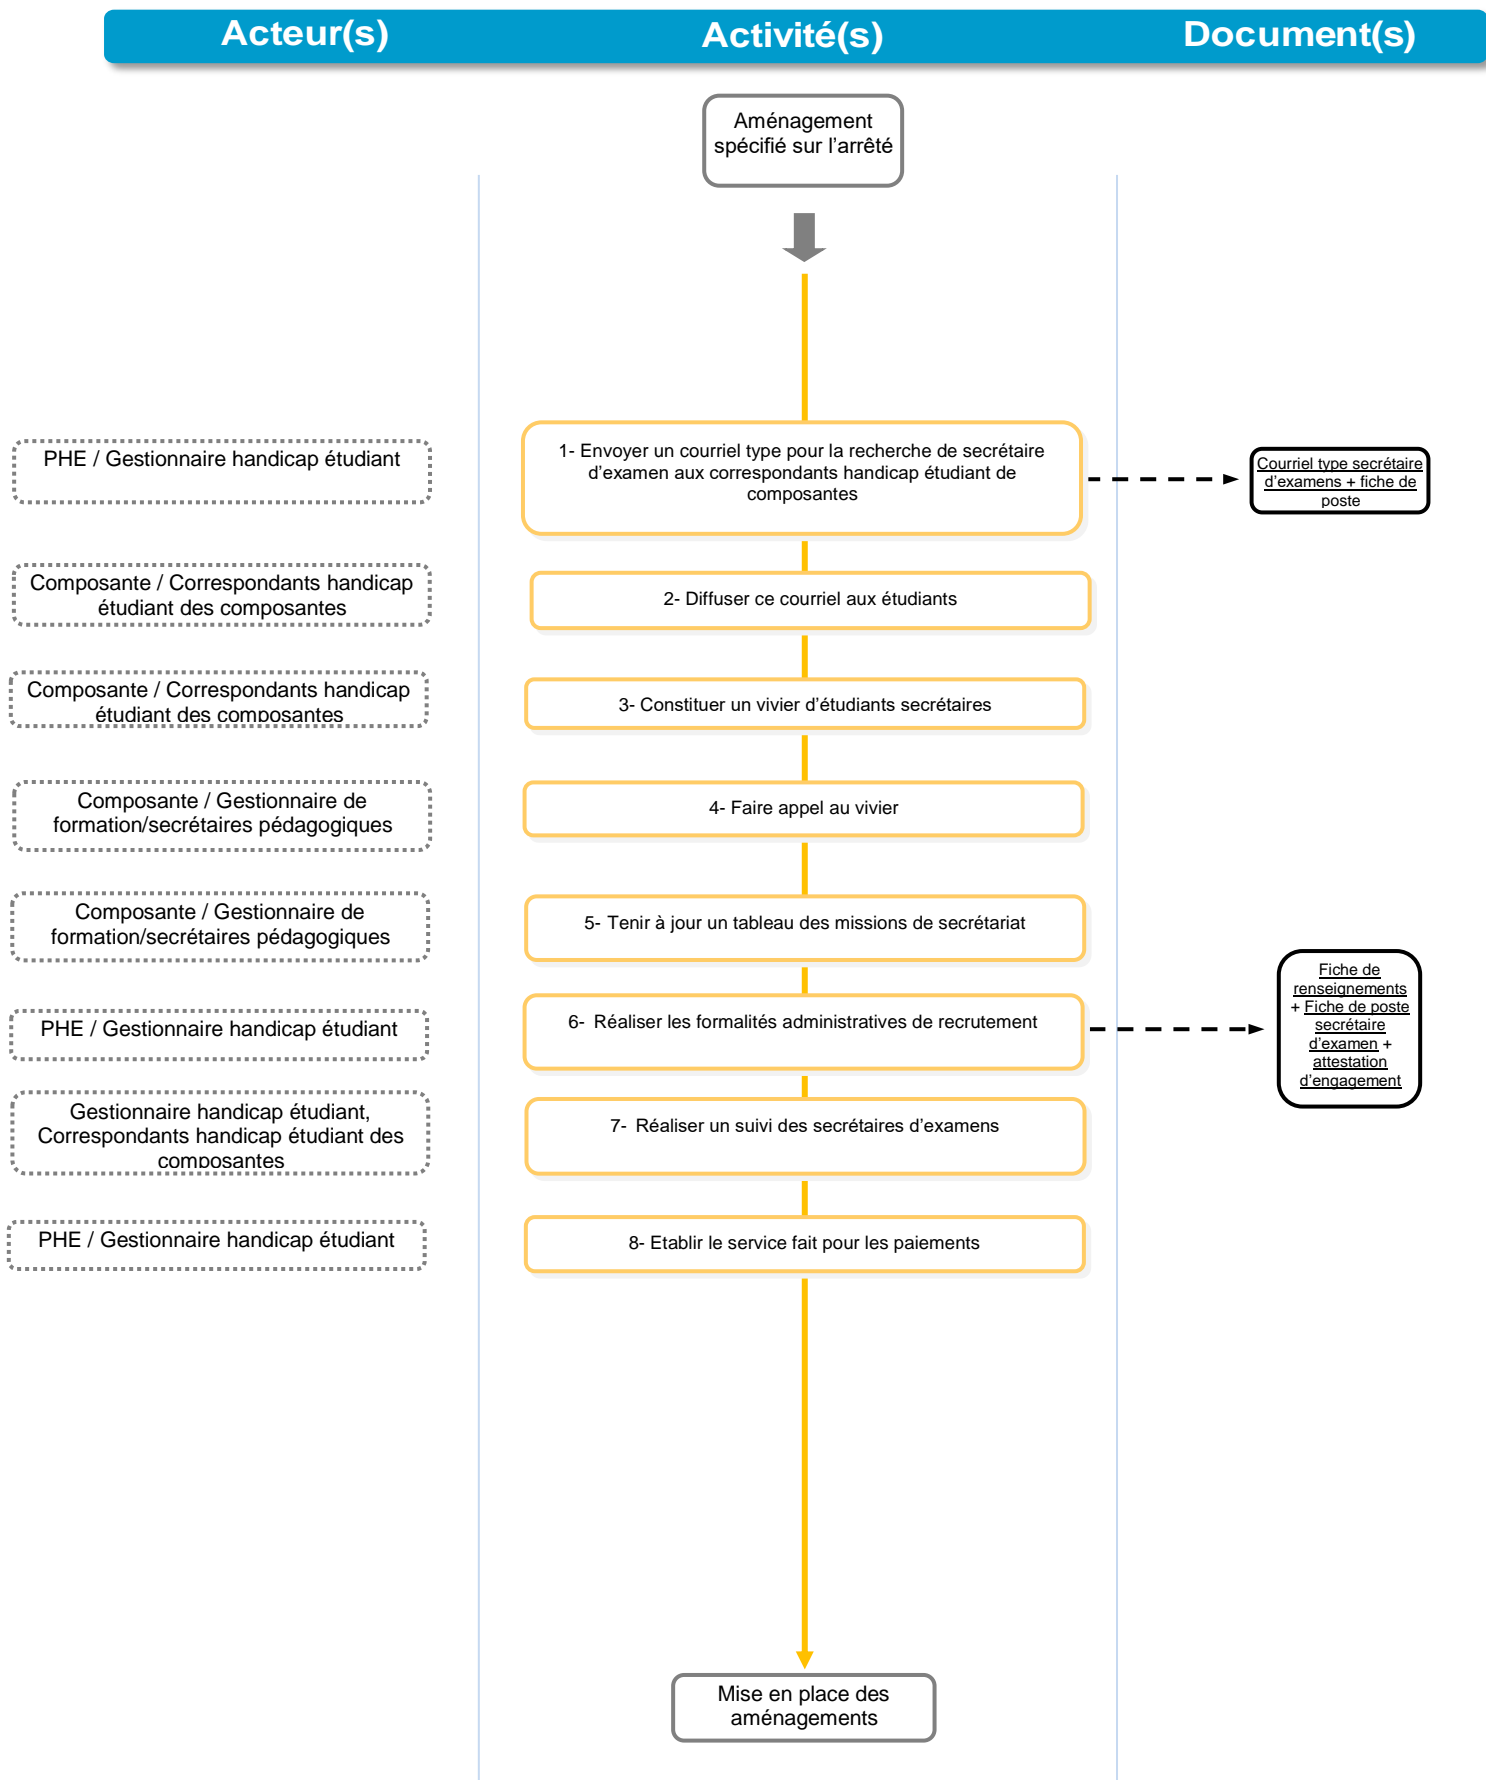 Acteur(s) Activité(s) Document(s)
Aménagement
spécifié sur l'arrêté
PHE / Gestionnaire handicap étudiant
1- Envoyer un courriel type pour la recherche de secrétaire
d'examen aux correspondants handicap étudiant de
composantes
Courriel type secrétaire
d'examens + fiche de
poste
Composante / Correspondants handicap
étudiant des composantes
2- Diffuser ce courriel aux étudiants
Composante / Correspondants handicap
étudiant des composantes
3- Constituer un vivier d'étudiants secrétaires
Composante / Gestionnaire de
formation/secrétaires pédagogiques
4- Faire appel au vivier
Composante / Gestionnaire de
formation/secrétaires pédagogiques
5- Tenir à jour un tableau des missions de secrétariat
PHE / Gestionnaire handicap étudiant
6- Réaliser les formalités administratives de recrutement
Fiche de
renseignements
+ Fiche de poste
secrétaire
d'examen +
attestation
d'engagement
Gestionnaire handicap étudiant,
Correspondants handicap étudiant des
composantes
7- Réaliser un suivi des secrétaires d'examens
PHE / Gestionnaire handicap étudiant
8- Etablir le service fait pour les paiements
Mise en place des
aménagements